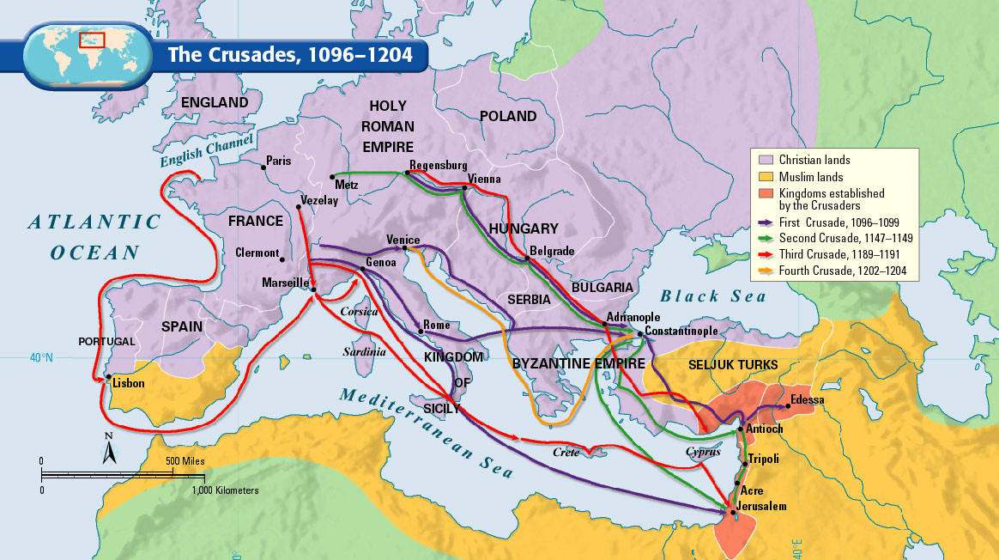 The Crusades, 1096–1204
ENGLAND
HOLY
ROMAN
EMPIRE
POLAND
English Channel
Paris
Metz
Regensburg
Vienna
Vezelay
ATLANTIC
OCEAN
FRANCE
Clermont
Venice
Genoa
HUNGARY
Belgrade
Marseille
Corsica
SERBIA
BULGARIA
Black Sea
SPAIN
PORTUGAL
Rome
Adrianople
Constantinople
Sardinia
40°N
KINGDOM
OF
SICILY
BYZANTINE EMPIRE
SELJUK TURKS
Lisbon
Mediterranean Sea
Edessa
Antioch
Crete
Cyprus
Tripoli
Acre
Jerusalem
N
0
500 Miles
0
1,000 Kilometers
0°
40°E
Christian lands
Muslim lands
Kingdoms established
by the Crusaders
First Crusade, 1096–1099
Second Crusade, 1147–1149
Third Crusade, 1189–1191
Fourth Crusade, 1202–1204